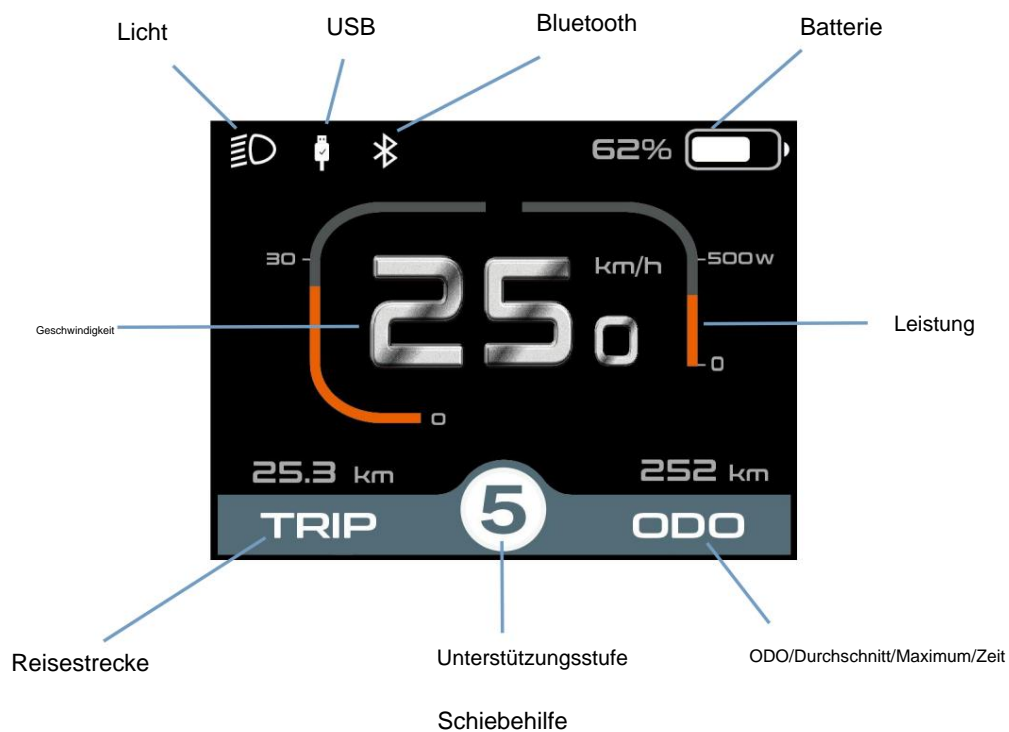 Licht
USB
Bluetooth
Batterie
62%
30
25.0
km/h
500W
Geschwindigkeit
Leistung
0
0
25.3 km
252 km
TRIP
5
ODO
Reisestrecke
Unterstützungsstufe
ODO/Durchschnitt/Maximum/Zeit
Schiebehilfe